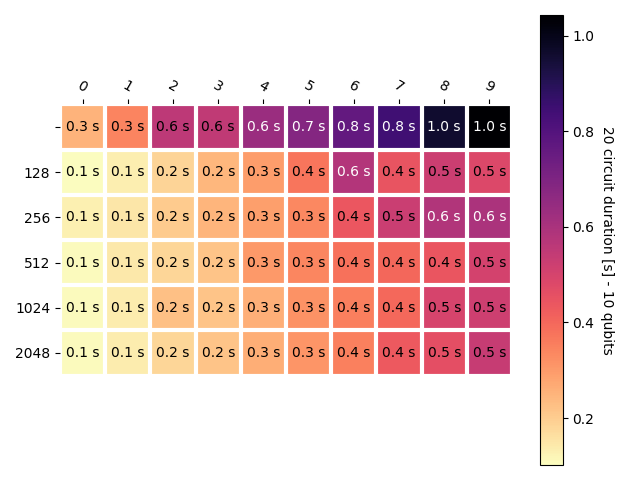 0 1 2 3 4 5 6 7 8 9
0.3 s 0.3 s 0.6 s 0.6 s 0.6 s 0.7 s 0.8 s 0.8 s 1.0 s 1.0 s
128 0.1 s 0.1 s 0.2 s 0.2 s 0.3 s 0.4 s 0.6 s 0.4 s 0.5 s 0.5 s
256 0.1 s 0.1 s 0.2 s 0.2 s 0.3 s 0.3 s 0.4 s 0.5 s 0.6 s 0.6 s
512 0.1 s 0.1 s 0.2 s 0.2 s 0.3 s 0.3 s 0.4 s 0.4 s 0.4 s 0.5 s
1024 0.1 s 0.1 s 0.2 s 0.2 s 0.3 s 0.3 s 0.4 s 0.4 s 0.5 s 0.5 s
2048 0.1 s 0.1 s 0.2 s 0.2 s 0.3 s 0.3 s 0.4 s 0.4 s 0.5 s 0.5 s
1.0
0.8
0.6
0.4
0.2
20 circuit duration [s] - 10 qubits